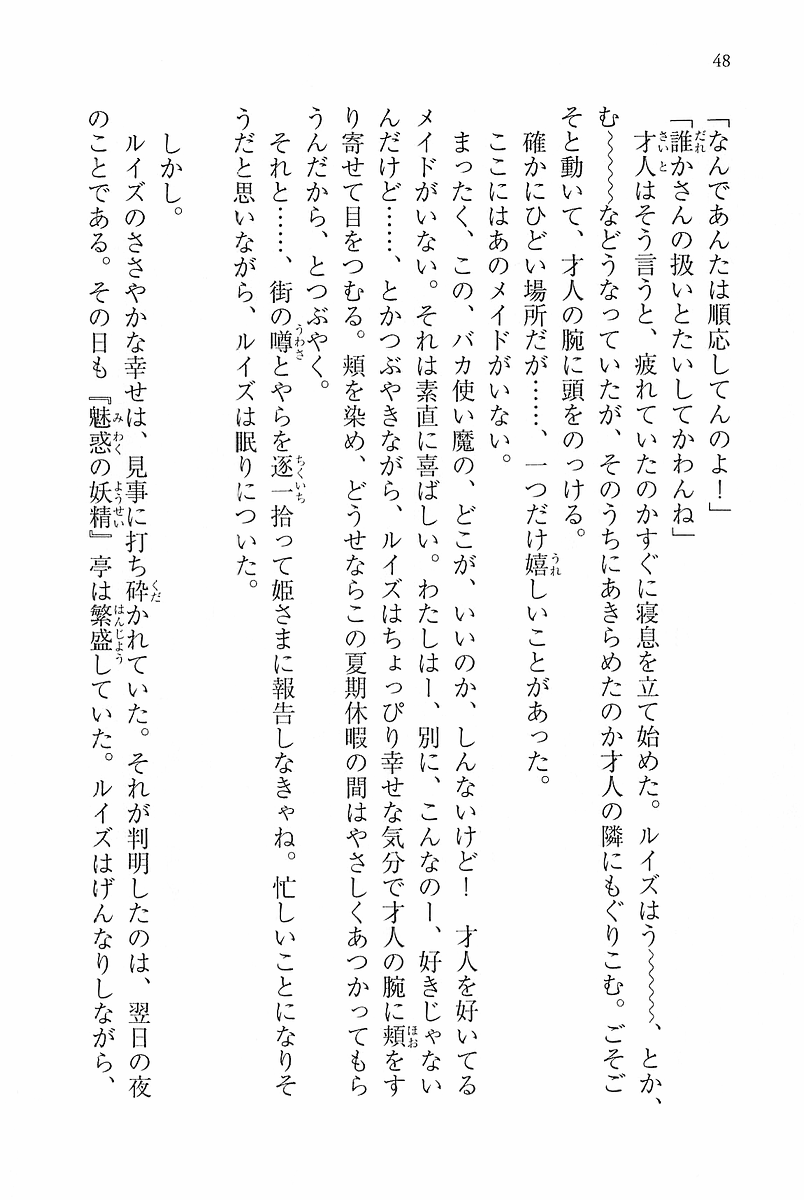 48
「なんであんたは順応してんのよ！」
「誰かさんの扱いとたいしてかわんね」
才人はそう言うと、疲れていたのかすぐに寝息を立て始めた。ルイズはう～～～～、とか、
む～～～～などうなっていたが、そのうちにあきらめたのか才人の隣にもぐりこむ。ごそご
そと動いて、才人の腕に頭をのっける。
確かにひどい場所だが……、一つだけ嬉しいことがあった。
ここにはあのメイドがいない。
まったく、この、バカ使い魔の、どこが、いいのか、しんないけど！　才人を好いてる
メイドがいない。それは素直に喜ばしい。わたしはー、別に、こんなのー、好きじゃない
んだけど……、とかつぶやきながら、ルイズはちょっぴり幸せな気分で才人の腕に頬をす
り寄せて目をつむる。頬を染め、どうせならこの夏期休暇の間はやさしくあつかってもら
うんだから、とつぶやく。
それと……、街の噂とやらを逐一拾って姫さまに報告しなきゃね。忙しいことになりそ
うだと思いながら、ルイズは眠りについた。
しかし。
ルイズのささやかな幸せは、見事に打ち砕かれていた。それが判明したのは、翌日の夜
のことである。その日も『魅惑の妖精』亭は繁盛していた。ルイズはげんなりしながら、